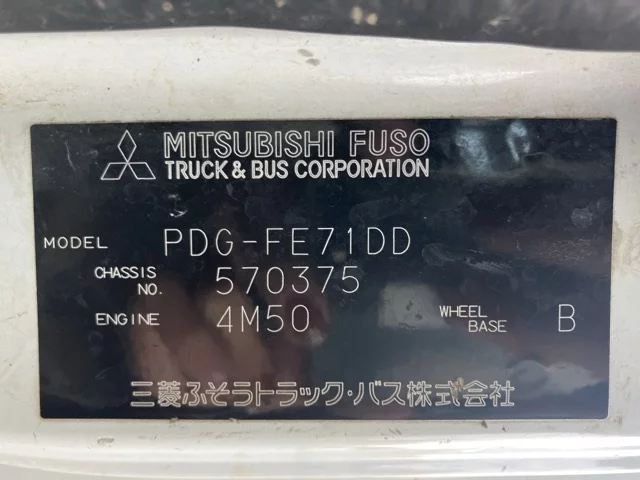 MITSUBISHI FUSO
TRUCK & BUS CORPORATION
MODEL PDG-FE71DD
CHASSIS NO. 570375
ENGINE 4M50 WHEEL BASE B
三菱ふそうトラック・バス株式会社